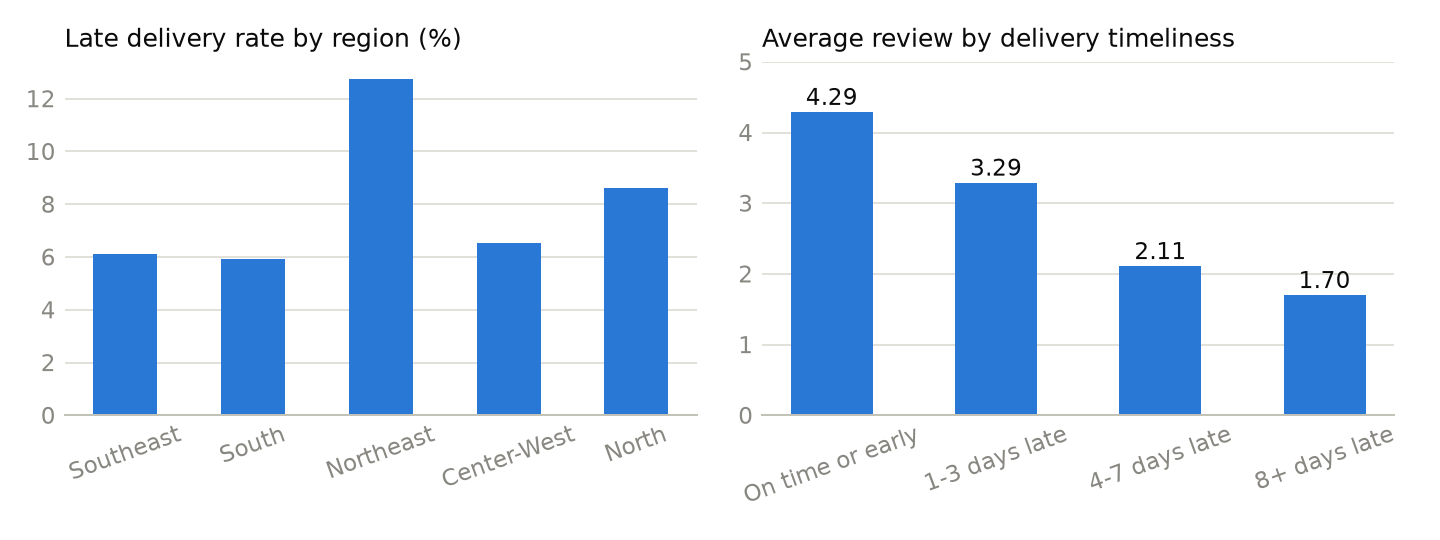 Late delivery rate by region (%)
12
10
8
6
4
2
0
Southeast
South
Northeast
Center-West
North
Average review by delivery timeliness
5
4
3
2
1
0
4.29
3.29
2.11
1.70
On time or early
1-3 days late
4-7 days late
8+ days late